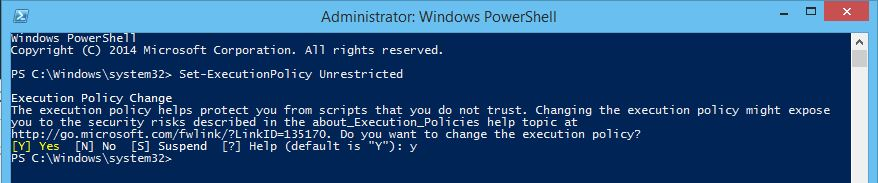 Administrator: Windows PowerShell
Windows PowerShell
Copyright (C) 2014 Microsoft Corporation. All rights reserved.
PS C:\Windows\system32> Set-ExecutionPolicy Unrestricted
Execution Policy Change
The execution policy helps protect you from scripts that you do not trust. Changing the execution policy might expose
you to the security risks described in the about_Execution_Policies help topic at
http://go.microsoft.com/fwlink/?LinkID=135170. Do you want to change the execution policy?
[Y] Yes  [N] No  [S] Suspend  [?] Help (default is "Y"): y
PS C:\Windows\system32>